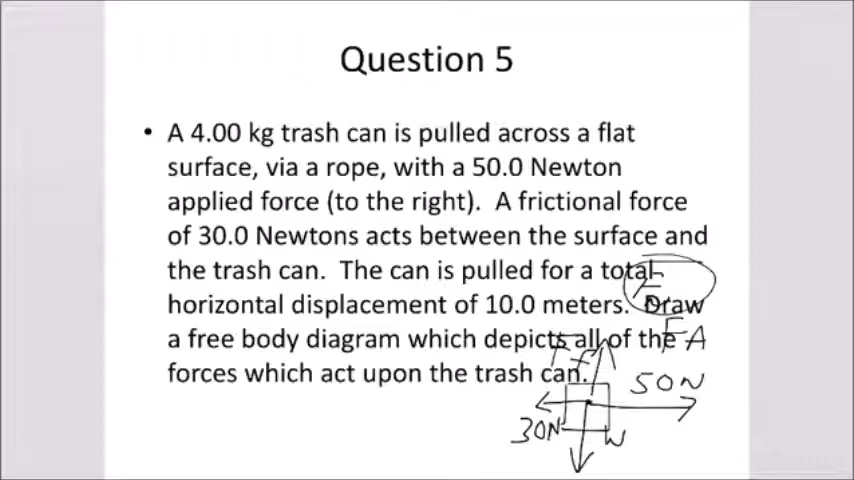 Question 5
• A 4.00 kg trash can is pulled across a flat
surface, via a rope, with a 50.0 Newton
applied force (to the right).  A frictional force
of 30.0 Newtons acts between the surface and
the trash can.  The can is pulled for a total
horizontal displacement of 10.0 meters.  Draw
a free body diagram which depicts all of the
forces which act upon the trash can.
FA
Ff
50N
30N
W